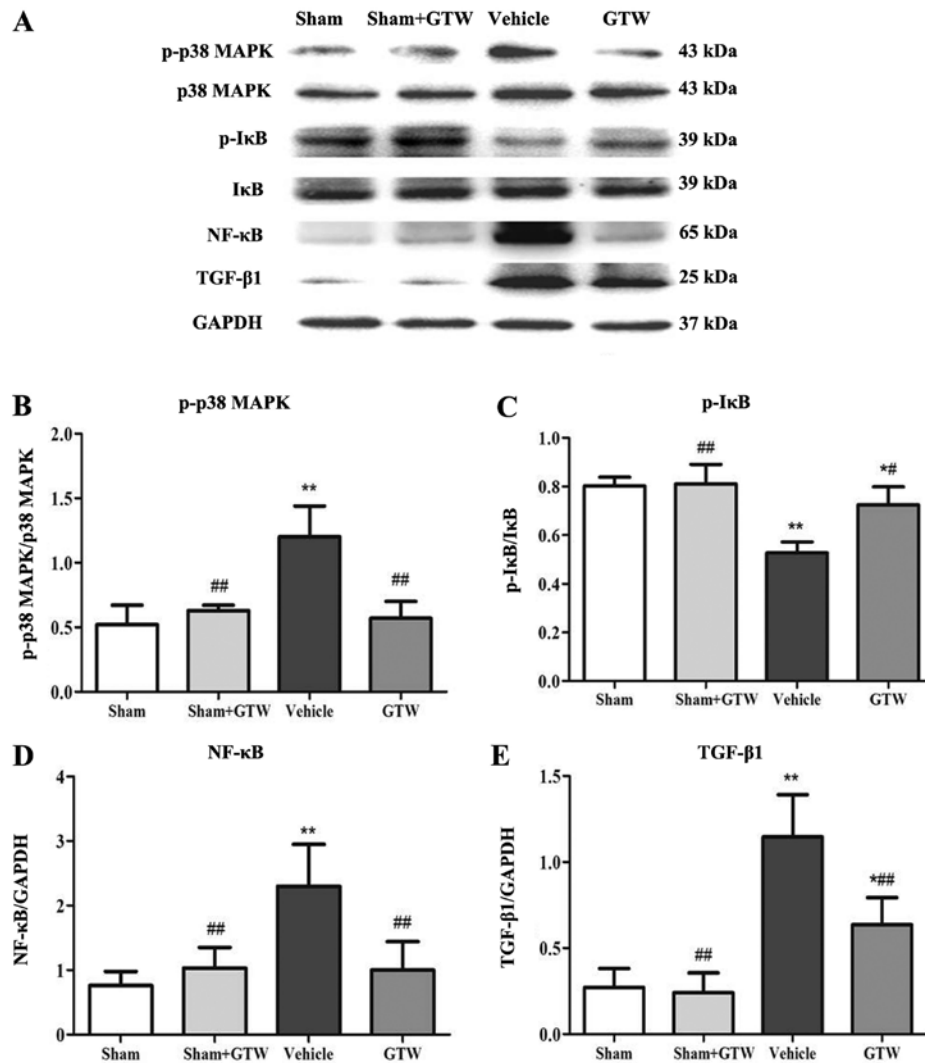 A
Sham Sham+GTW Vehicle GTW
p-p38 MAPK 43 kDa
p38 MAPK 43 kDa
p-IκB 39 kDa
IκB 39 kDa
NF-κB 65 kDa
TGF-β1 25 kDa
GAPDH 37 kDa
B
p-p38 MAPK
p-p38 MAPK/p38 MAPK
2.0
1.5
1.0
0.5
0.0
**
##
##
Sham Sham+GTW Vehicle GTW
C
p-IκB
p-IκB/IκB
1.0
0.8
0.6
0.4
0.2
0.0
##
**
*#
Sham Sham+GTW Vehicle GTW
D
NF-κB
NF-κB/GAPDH
4
3
2
1
0
**
##
##
Sham Sham+GTW Vehicle GTW
E
TGF-β1
TGF-β1/GAPDH
1.5
1.0
0.5
0.0
**
*##
##
Sham Sham+GTW Vehicle GTW